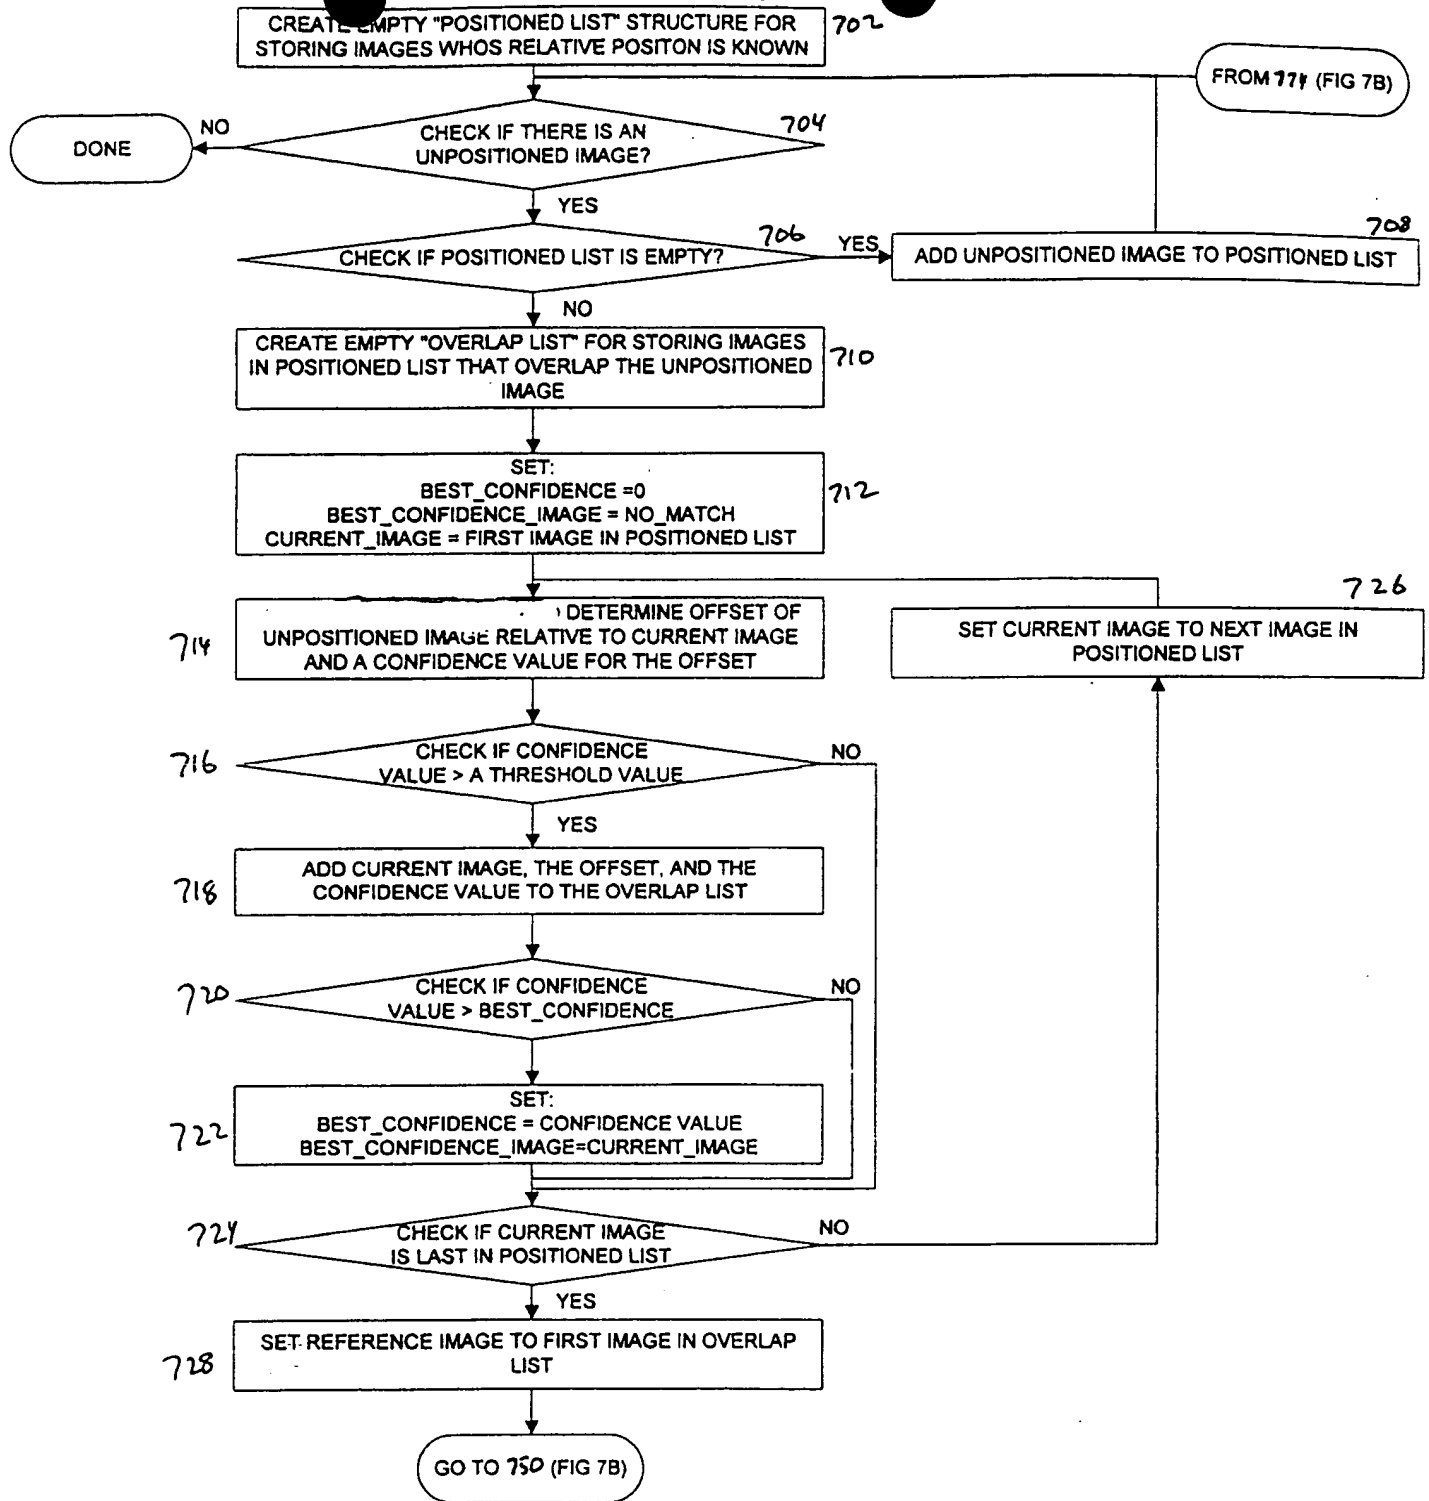 CREATE EMPTY "POSITIONED LIST" STRUCTURE FOR
STORING IMAGES WHOS RELATIVE POSITON IS KNOWN
702
FROM 774 (FIG 7B)
DONE
NO
CHECK IF THERE IS AN
UNPOSITIONED IMAGE?
704
YES
CHECK IF POSITIONED LIST IS EMPTY?
706
YES
708
ADD UNPOSITIONED IMAGE TO POSITIONED LIST
NO
CREATE EMPTY "OVERLAP LIST" FOR STORING IMAGES
IN POSITIONED LIST THAT OVERLAP THE UNPOSITIONED
IMAGE
710
SET:
BEST_CONFIDENCE =0
BEST_CONFIDENCE_IMAGE = NO_MATCH
CURRENT_IMAGE = FIRST IMAGE IN POSITIONED LIST
712
726
SET CURRENT IMAGE TO NEXT IMAGE IN
POSITIONED LIST
714
DETERMINE OFFSET OF
UNPOSITIONED IMAGE RELATIVE TO CURRENT IMAGE
AND A CONFIDENCE VALUE FOR THE OFFSET
716
CHECK IF CONFIDENCE
VALUE > A THRESHOLD VALUE
NO
YES
718
ADD CURRENT IMAGE, THE OFFSET, AND THE
CONFIDENCE VALUE TO THE OVERLAP LIST
720
CHECK IF CONFIDENCE
VALUE > BEST_CONFIDENCE
NO
722
SET:
BEST_CONFIDENCE = CONFIDENCE VALUE
BEST_CONFIDENCE_IMAGE=CURRENT_IMAGE
724
CHECK IF CURRENT IMAGE
IS LAST IN POSITIONED LIST
NO
YES
728
SET REFERENCE IMAGE TO FIRST IMAGE IN OVERLAP
LIST
GO TO 750 (FIG 7B)